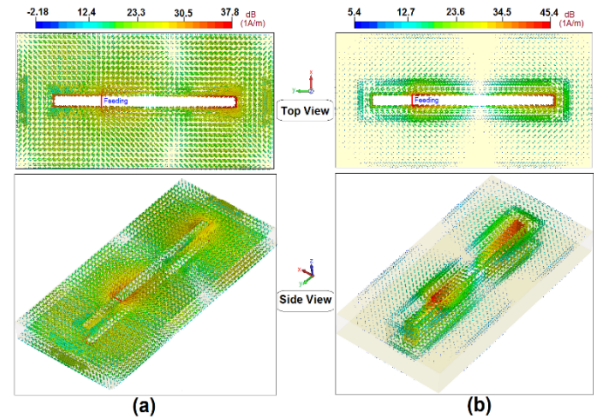 -2.18 12.4 23.3 30.5 37.8 dB
(1A/m)
5.4 12.7 23.6 34.5 45.4 dB
(1A/m)
Feeding
x
y
Top View
Feeding
z
x
y
Side View
(a)
(b)